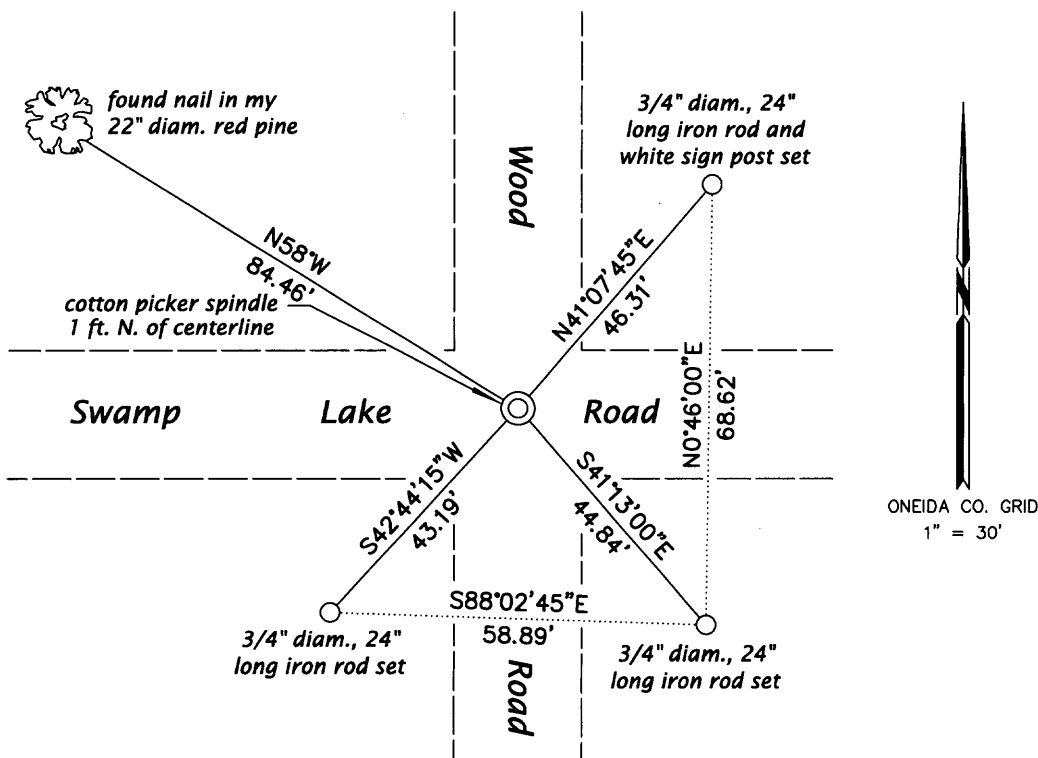 found nail in my
22" diam. red pine
3/4" diam., 24"
long iron rod and
white sign post set
Wood
N58°W
84.46'
N41°07'45"E
46.31'
cotton picker spindle
1 ft. N. of centerline
N
Swamp Lake Road
N0°46'00"E
68.62'
S42°44'15"W
43.19'
S41°13'00"E
44.84'
ONEIDA CO. GRID
1" = 30'
S88°02'45"E
58.89'
3/4" diam., 24"
long iron rod set
Road
3/4" diam., 24"
long iron rod set